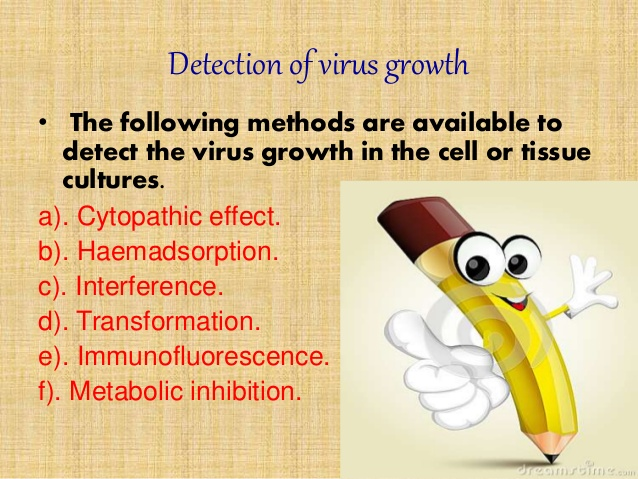 Detection of virus growth
• The following methods are available to
detect the virus growth in the cell or tissue
cultures.
a). Cytopathic effect.
b). Haemadsorption.
c). Interference.
d). Transformation.
e). Immunofluorescence.
f). Metabolic inhibition.
dreamstime.com